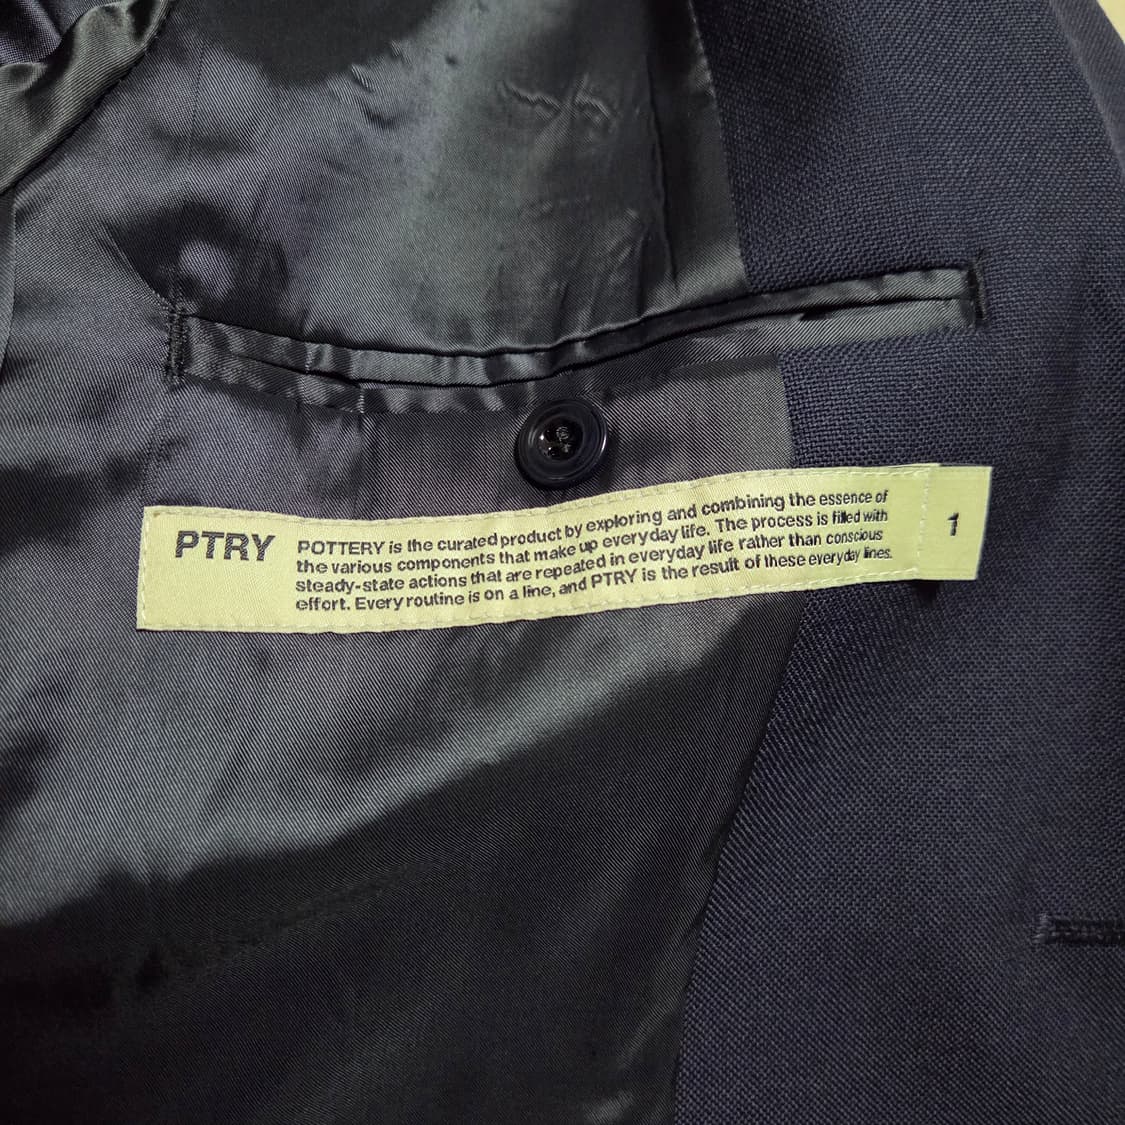 PTRY
POTTERY is the curated product by exploring and combining the essence of
the various components that make up everyday life. The process is filled with
steady-state actions that are repeated in everyday life rather than conscious
effort. Every routine is on a line, and PTRY is the result of these everyday lines.
1